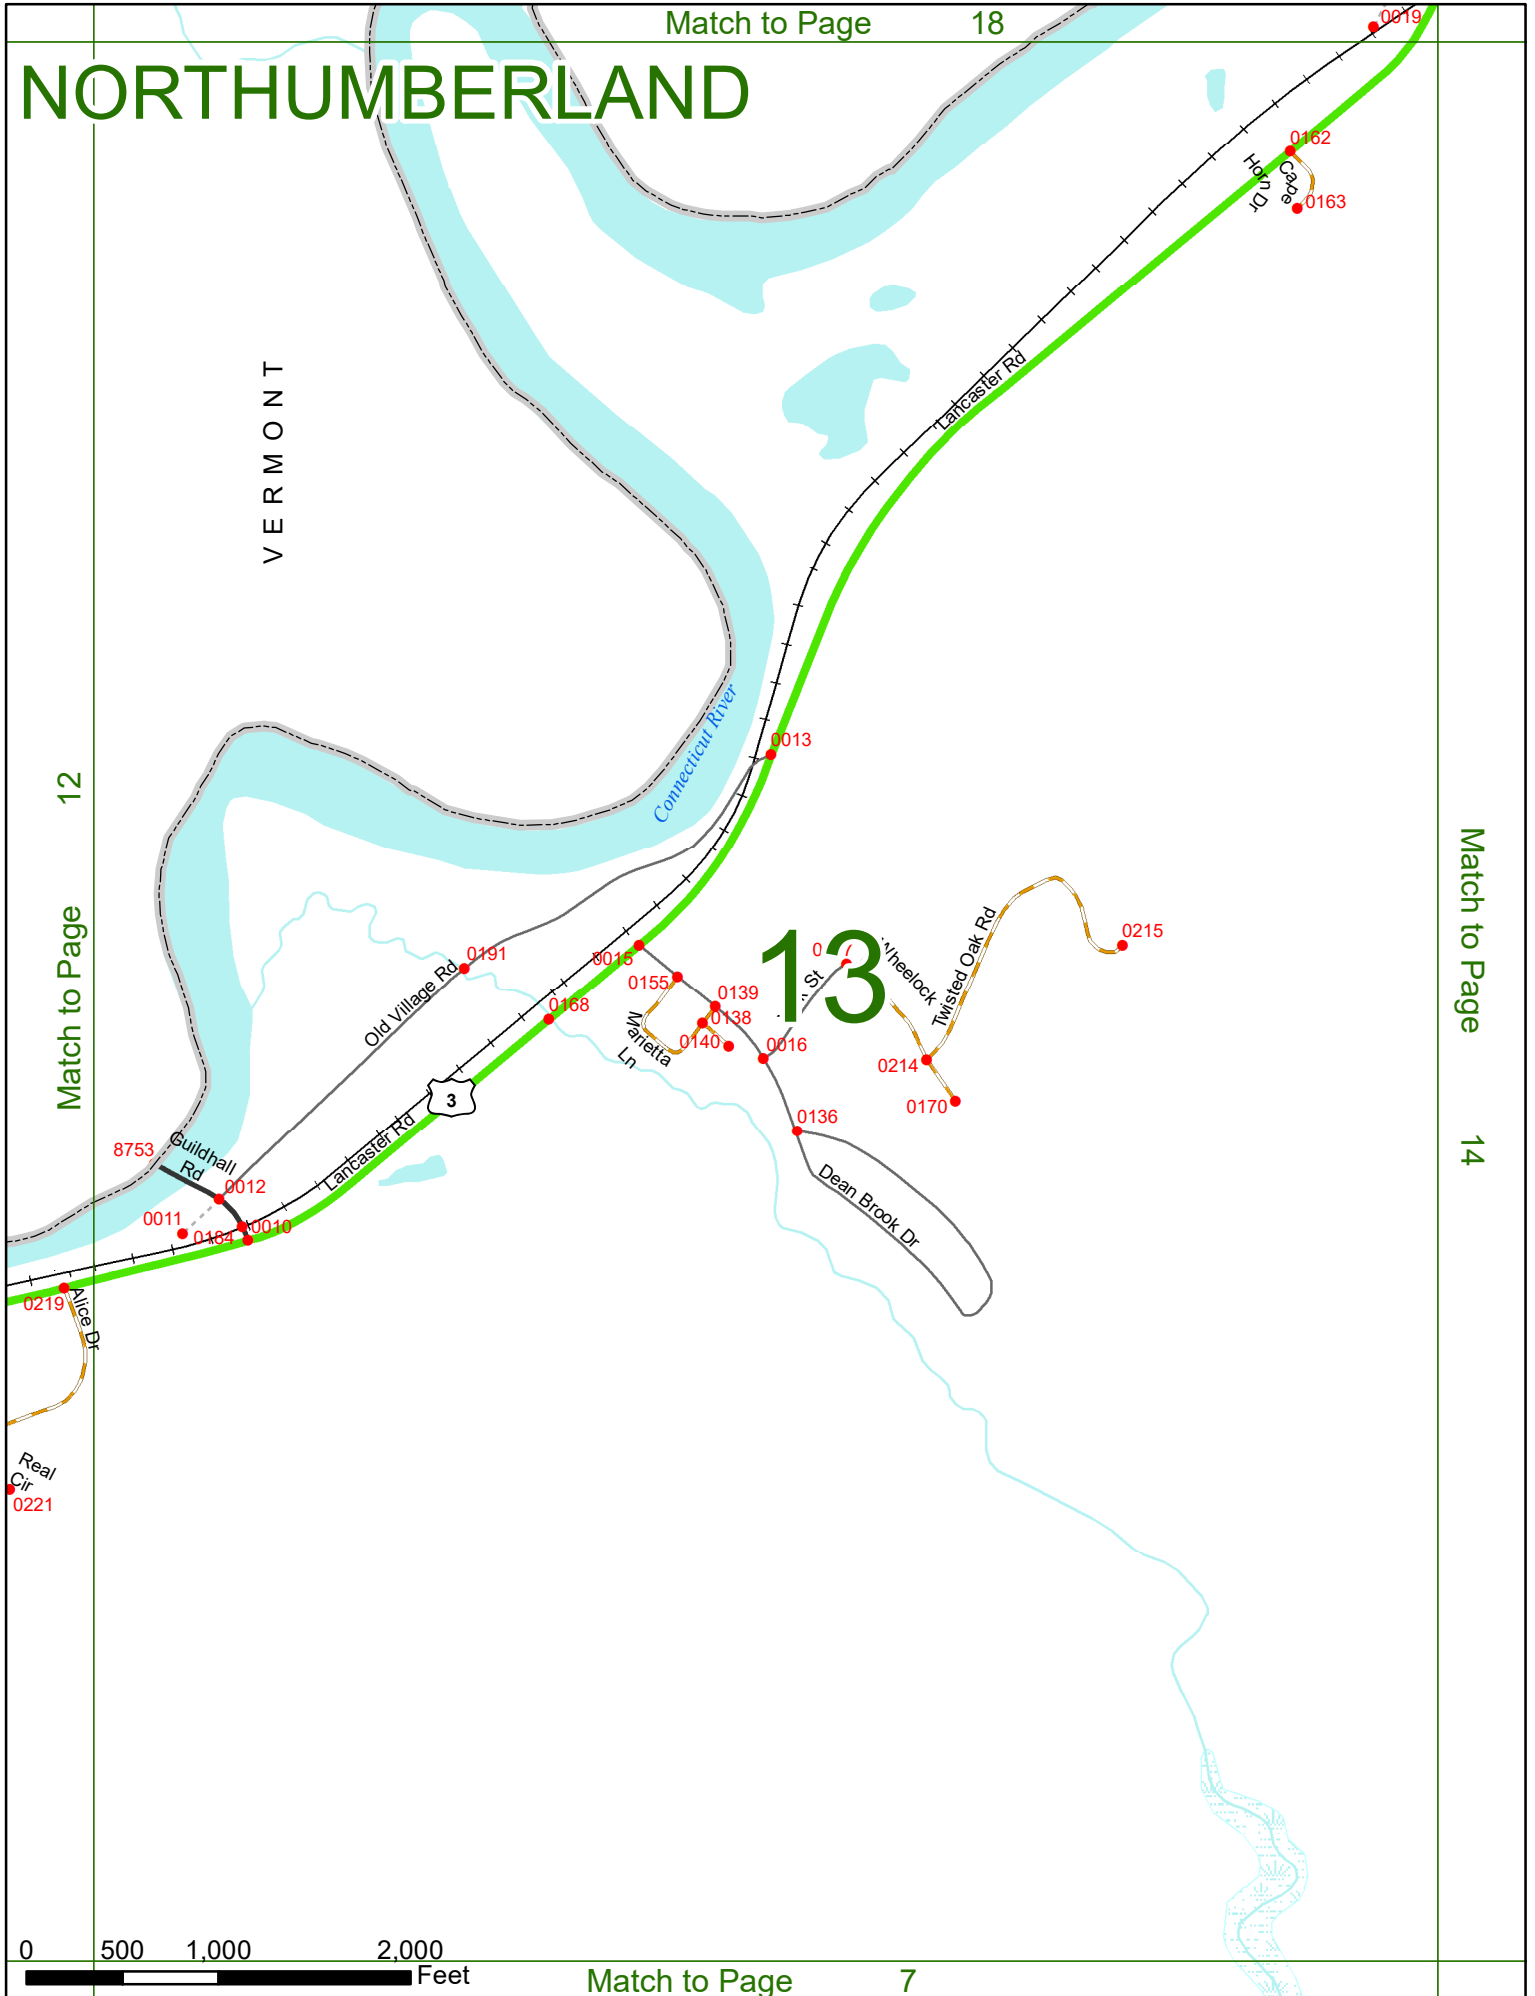 Match to Page 18
0019
NORTHUMBERLAND
0162
Cape
Horn Dr
0163
Lancaster Rd
VERMONT
Connecticut River
0013
12
Match to Page
Match to Page
14
13
0191
Old Village Rd
0015
0155
0168
0139
0138
0140
Marietta
Ln
0016
St
Wheelock
Twisted Oak Rd
0215
0214
0170
0136
Dean Brook Dr
3
Lancaster Rd
8753
Guildhall
Rd
0012
0011
0184
0010
0219
Alice Dr
Real
Cir
0221
0 500 1,000 2,000
Feet
Match to Page 7